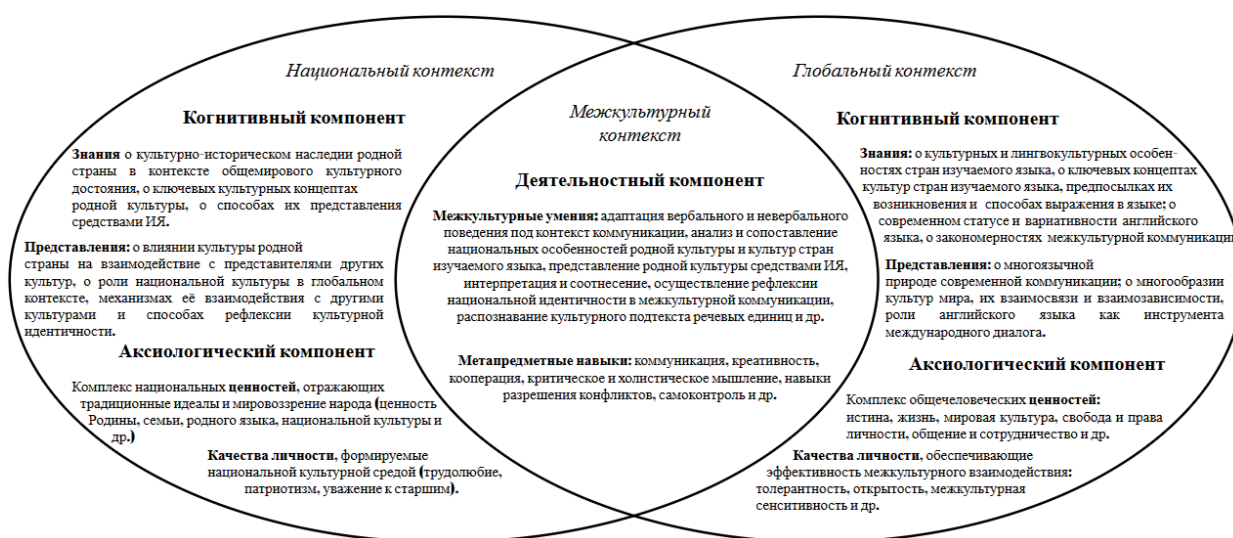 Национальный контекст
Когнитивный компонент
Знания о культурно-историческом наследии родной
страны в контексте общемирового культурного
достояния, о ключевых культурных концептах
родной культуры, о способах их представления
средствами ИЯ.
Представления: о влиянии культуры родной
страны на взаимодействие с представителями других
культур, о роли национальной культуры в глобальном
контексте, механизмах её взаимодействия с другими
культурами и способах рефлексии культурной
идентичности.
Аксиологический компонент
Комплекс национальных ценностей, отражающих
традиционные идеалы и мировоззрение народа (ценность
Родины, семьи, родного языка, национальной культуры и
др.)
Качества личности, формируемые
национальной культурной средой (трудолюбие,
патриотизм, уважение к старшим).
Межкультурный
контекст
Деятельностный компонент
Межкультурные умения: адаптация вербального и невербального
поведения под контекст коммуникации, анализ и сопоставление
национальных особенностей родной культуры и культур стран
изучаемого языка, представление родной культуры средствами ИЯ,
интерпретация и соотнесение, осуществление рефлексии
национальной идентичности в межкультурной коммуникации,
распознавание культурного подтекста речевых единиц и др.
Метапредметные навыки: коммуникация, креативность,
кооперация, критическое и холистическое мышление, навыки
разрешения конфликтов, самоконтроль и др.
Глобальный контекст
Когнитивный компонент
Знания: о культурных и лингвокультурных особен-
ностях стран изучаемого языка, о ключевых концептах
культур стран изучаемого языка, предпосылках их
возникновения и способах выражения в языке; о
современном статусе и вариативности английского
языка, о закономерностях межкультурной коммуникации
Представления: о многоязычной
природе современной коммуникации; о многообразии
культур мира, их взаимосвязи и взаимозависимости,
роли английского языка как инструмента
международного диалога.
Аксиологический компонент
Комплекс общечеловеческих ценностей:
истина, жизнь, мировая культура, свобода и права
личности, общение и сотрудничество и др.
Качества личности, обеспечивающие
эффективность межкультурного взаимодействия:
толерантность, открытость, межкультурная
сенситивность и др.